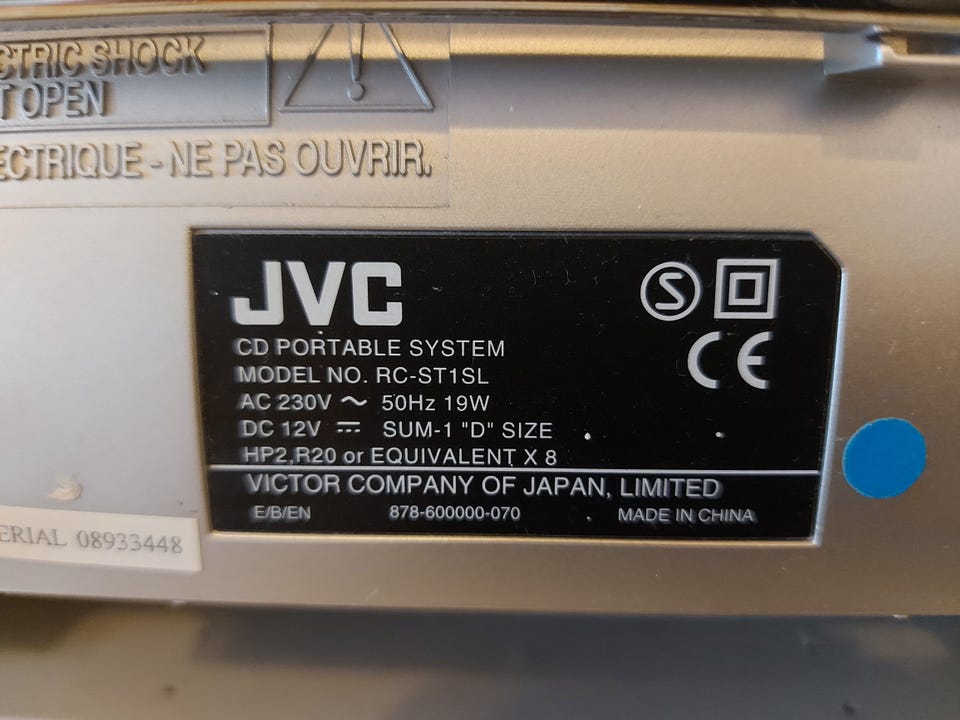 CTRIC SHOCK
T OPEN
ECTRIQUE - NE PAS OUVRIR.
JVC
S
CE
CD PORTABLE SYSTEM
MODEL NO. RC-ST1SL
AC 230V ～ 50Hz 19W
DC 12V ⎓ SUM-1 "D" SIZE
HP2,R20 or EQUIVALENT X 8
VICTOR COMPANY OF JAPAN, LIMITED
E/B/EN 878-600000-070 MADE IN CHINA
ERIAL 08933448